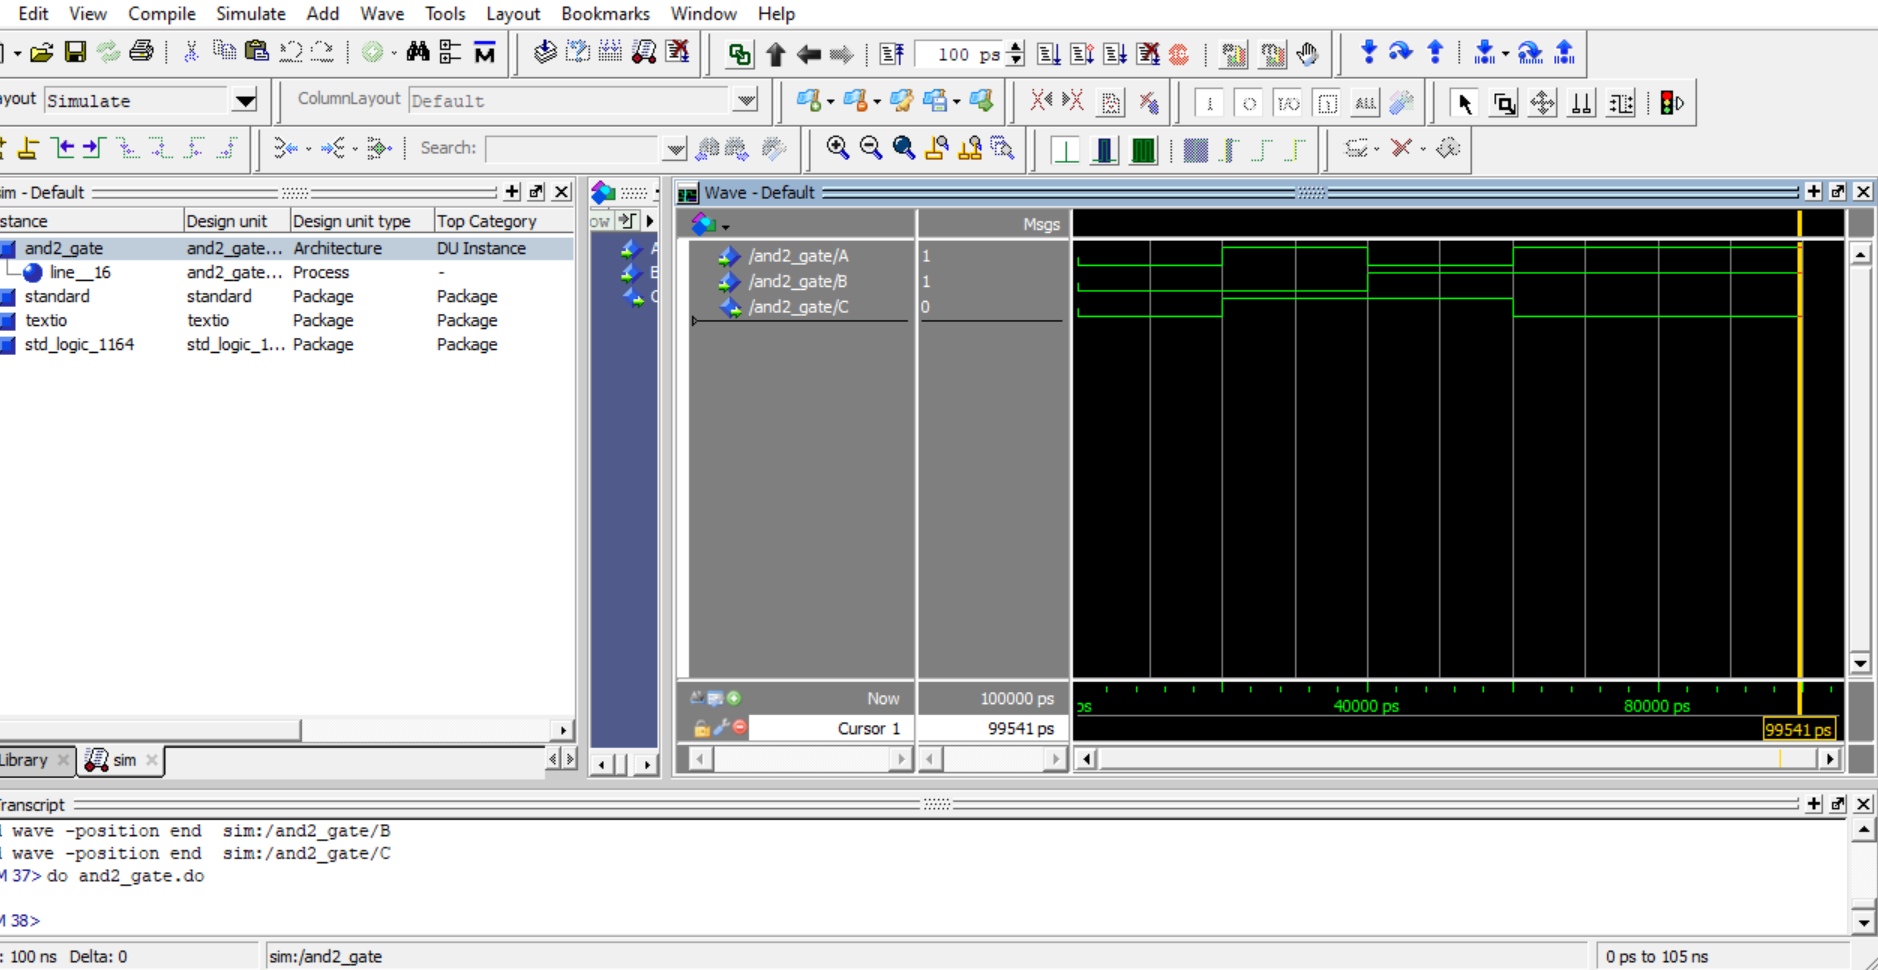 Edit View Compile Simulate Add Wave Tools Layout Bookmarks Window Help
100 ps
ayout Simulate ColumnLayout Default
ALL
Search:
sim - Default
Wave - Default
stance Design unit Design unit type Top Category
ow
Msgs
and2_gate and2_gate... Architecture DU Instance
line__16 and2_gate... Process -
standard standard Package Package
textio textio Package Package
std_logic_1164 std_logic_1... Package Package
A
B
C
/and2_gate/A 1
/and2_gate/B 1
/and2_gate/C 0
Now 100000 ps
ps 40000 ps 80000 ps
Cursor 1 99541 ps
99541 ps
Library sim
Transcript
wave -position end sim:/and2_gate/B
wave -position end sim:/and2_gate/C
M 37> do and2_gate.do
M 38>
: 100 ns Delta: 0 sim:/and2_gate 0 ps to 105 ns